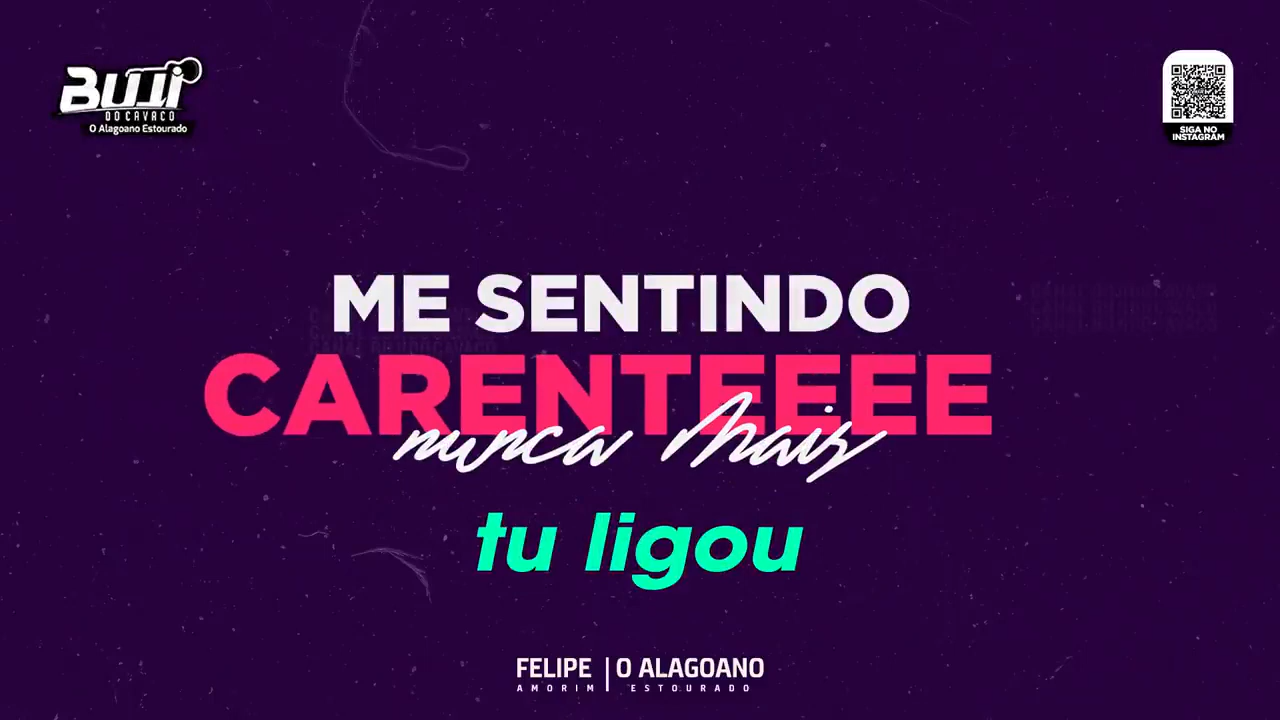 Buji
DO CAVACO
O Alagoano Estourado
SIGA NO
INSTAGRAM
ME SENTINDO
CARENTEEEE
nunca mais
tu ligou
FELIPE | O ALAGOANO
AMORIM ESTOURADO